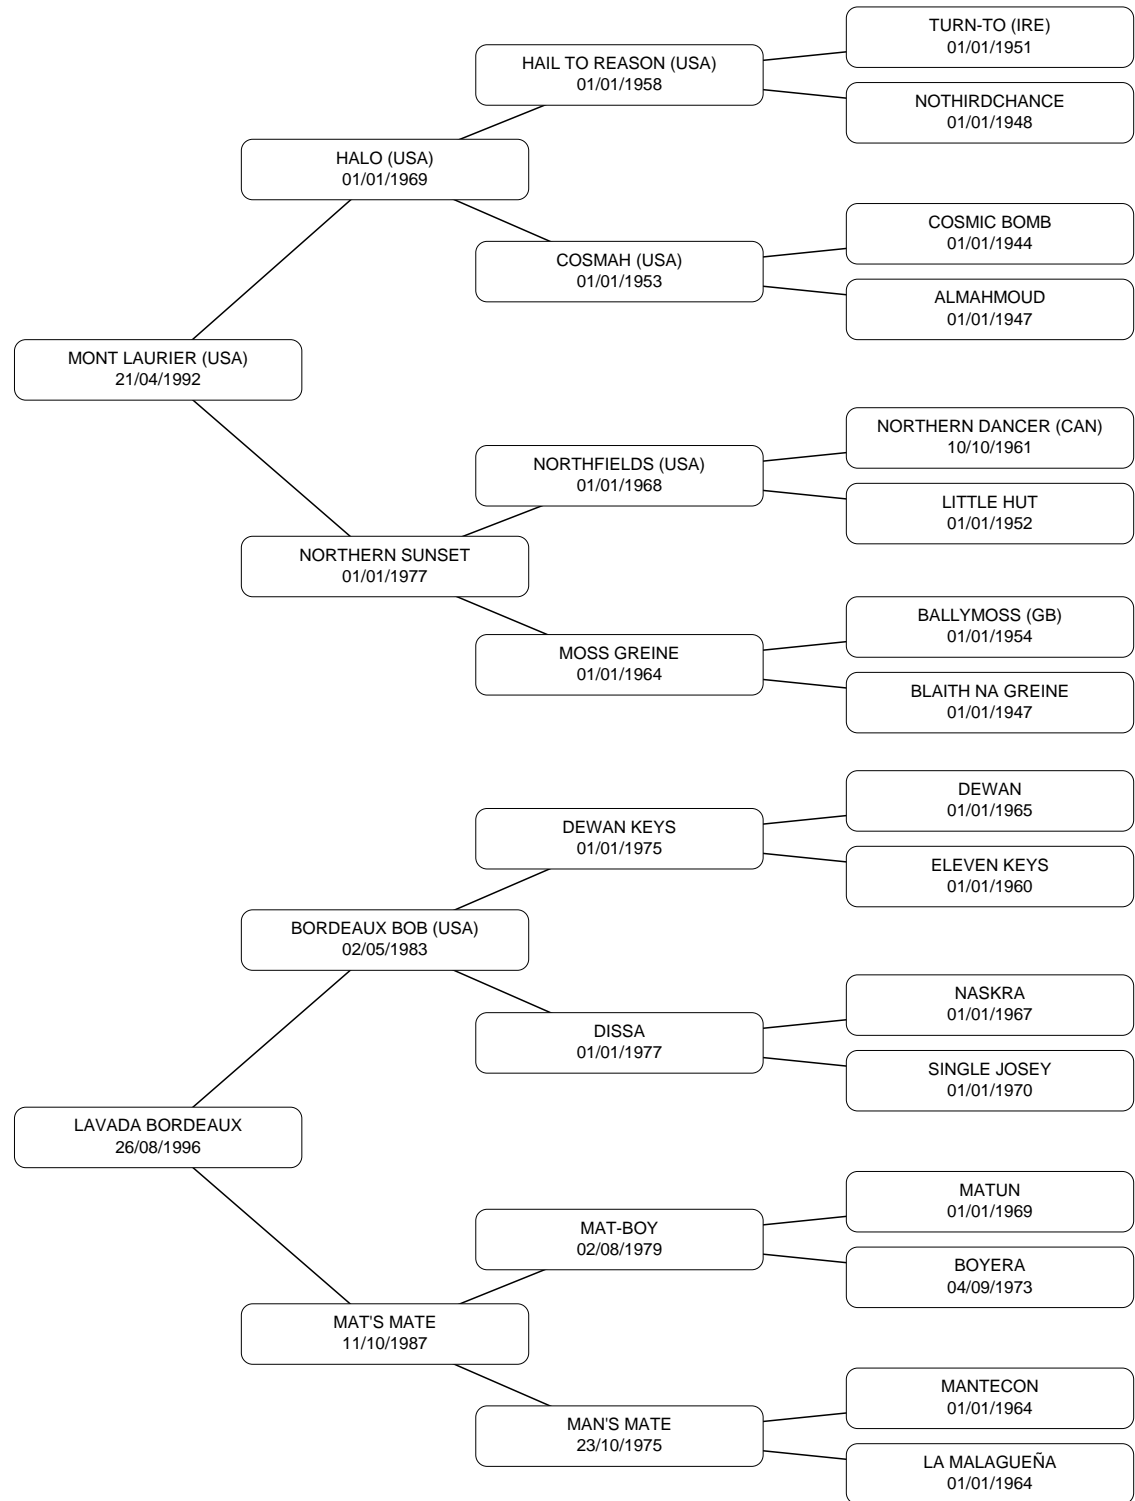 TURN-TO (IRE)
01/01/1951
HAIL TO REASON (USA)
01/01/1958
NOTHIRDCHANCE
01/01/1948
HALO (USA)
01/01/1969
COSMIC BOMB
01/01/1944
COSMAH (USA)
01/01/1953
ALMAHMOUD
01/01/1947
MONT LAURIER (USA)
21/04/1992
NORTHERN DANCER (CAN)
10/10/1961
NORTHFIELDS (USA)
01/01/1968
LITTLE HUT
01/01/1952
NORTHERN SUNSET
01/01/1977
BALLYMOSS (GB)
01/01/1954
MOSS GREINE
01/01/1964
BLAITH NA GREINE
01/01/1947
DEWAN
01/01/1965
DEWAN KEYS
01/01/1975
ELEVEN KEYS
01/01/1960
BORDEAUX BOB (USA)
02/05/1983
NASKRA
01/01/1967
DISSA
01/01/1977
SINGLE JOSEY
01/01/1970
LAVADA BORDEAUX
26/08/1996
MATUN
01/01/1969
MAT-BOY
02/08/1979
BOYERA
04/09/1973
MAT'S MATE
11/10/1987
MANTECON
01/01/1964
MAN'S MATE
23/10/1975
LA MALAGUEÑA
01/01/1964